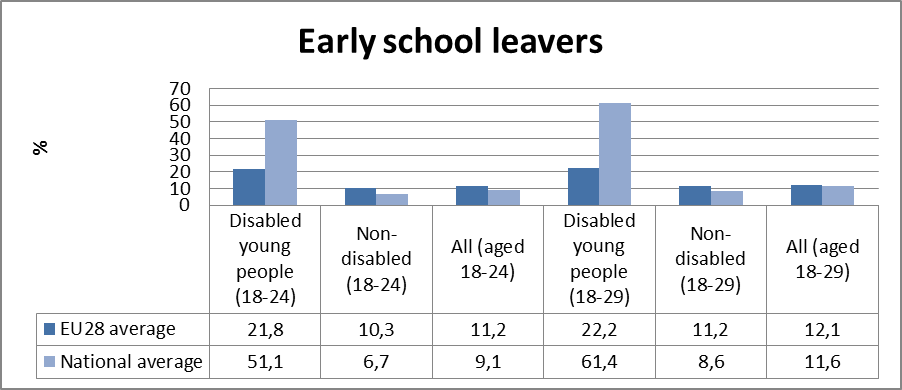 Early school leavers
%
70
60
50
40
30
20
10
0
Disabled young people (18-24) Non-disabled (18-24) All (aged 18-24) Disabled young people (18-29) Non-disabled (18-29) All (aged 18-29)
EU28 average 21,8 10,3 11,2 22,2 11,2 12,1
National average 51,1 6,7 9,1 61,4 8,6 11,6